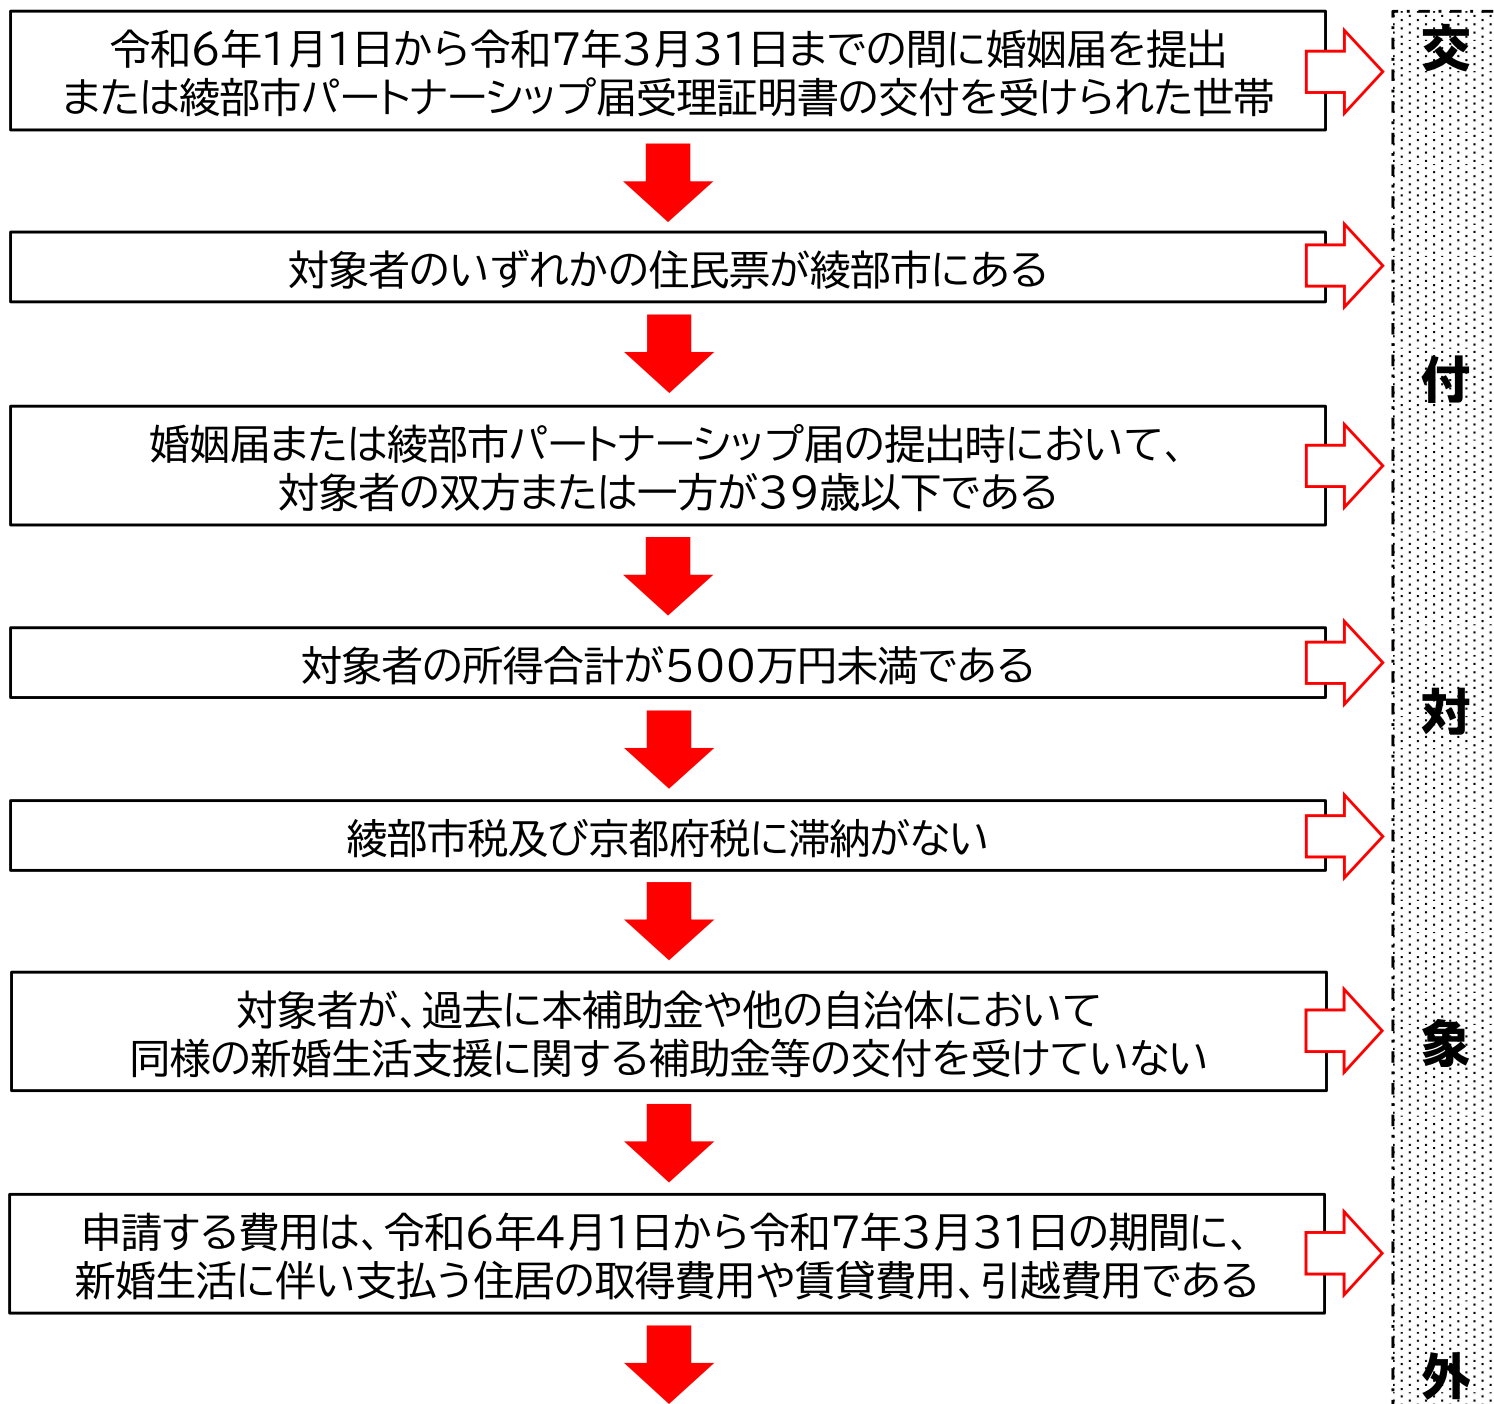 令和6年1月1日から令和7年3月31日までの間に婚姻届を提出
または綾部市パートナーシップ届受理証明書の交付を受けられた世帯
対象者のいずれかの住民票が綾部市にある
婚姻届または綾部市パートナーシップ届の提出時において、
対象者の双方または一方が39歳以下である
対象者の所得合計が500万円未満である
綾部市税及び京都府税に滞納がない
対象者が、過去に本補助金や他の自治体において
同様の新婚生活支援に関する補助金等の交付を受けていない
申請する費用は、令和6年4月1日から令和7年3月31日の期間に、
新婚生活に伴い支払う住居の取得費用や賃貸費用、引越費用である
交付対象外